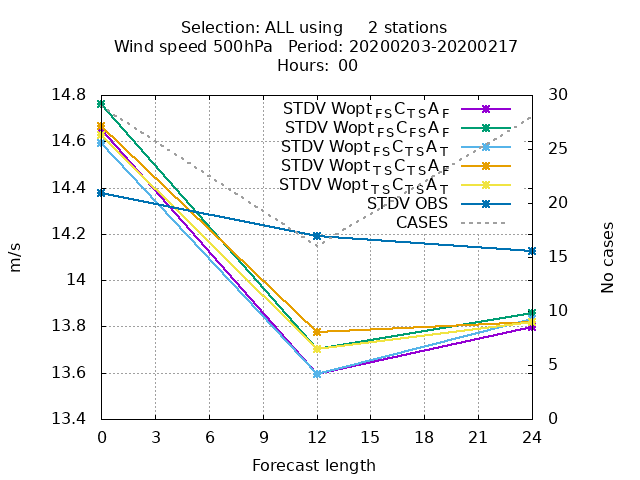 Selection: ALL using 2 stations
Wind speed 500hPa Period: 20200203-20200217
Hours: 00
14.8
14.6
14.4
14.2
14
13.8
13.6
13.4
m/s
STDV Wopt_FS C_TS A_F
STDV Wopt_FS C_FS A_F
STDV Wopt_FS C_TS A_T
STDV Wopt_TS C_TS A_F
STDV Wopt_TS C_TS A_T
STDV OBS
CASES
30
25
20
15
10
5
0
No cases
0 3 6 9 12 15 18 21 24
Forecast length